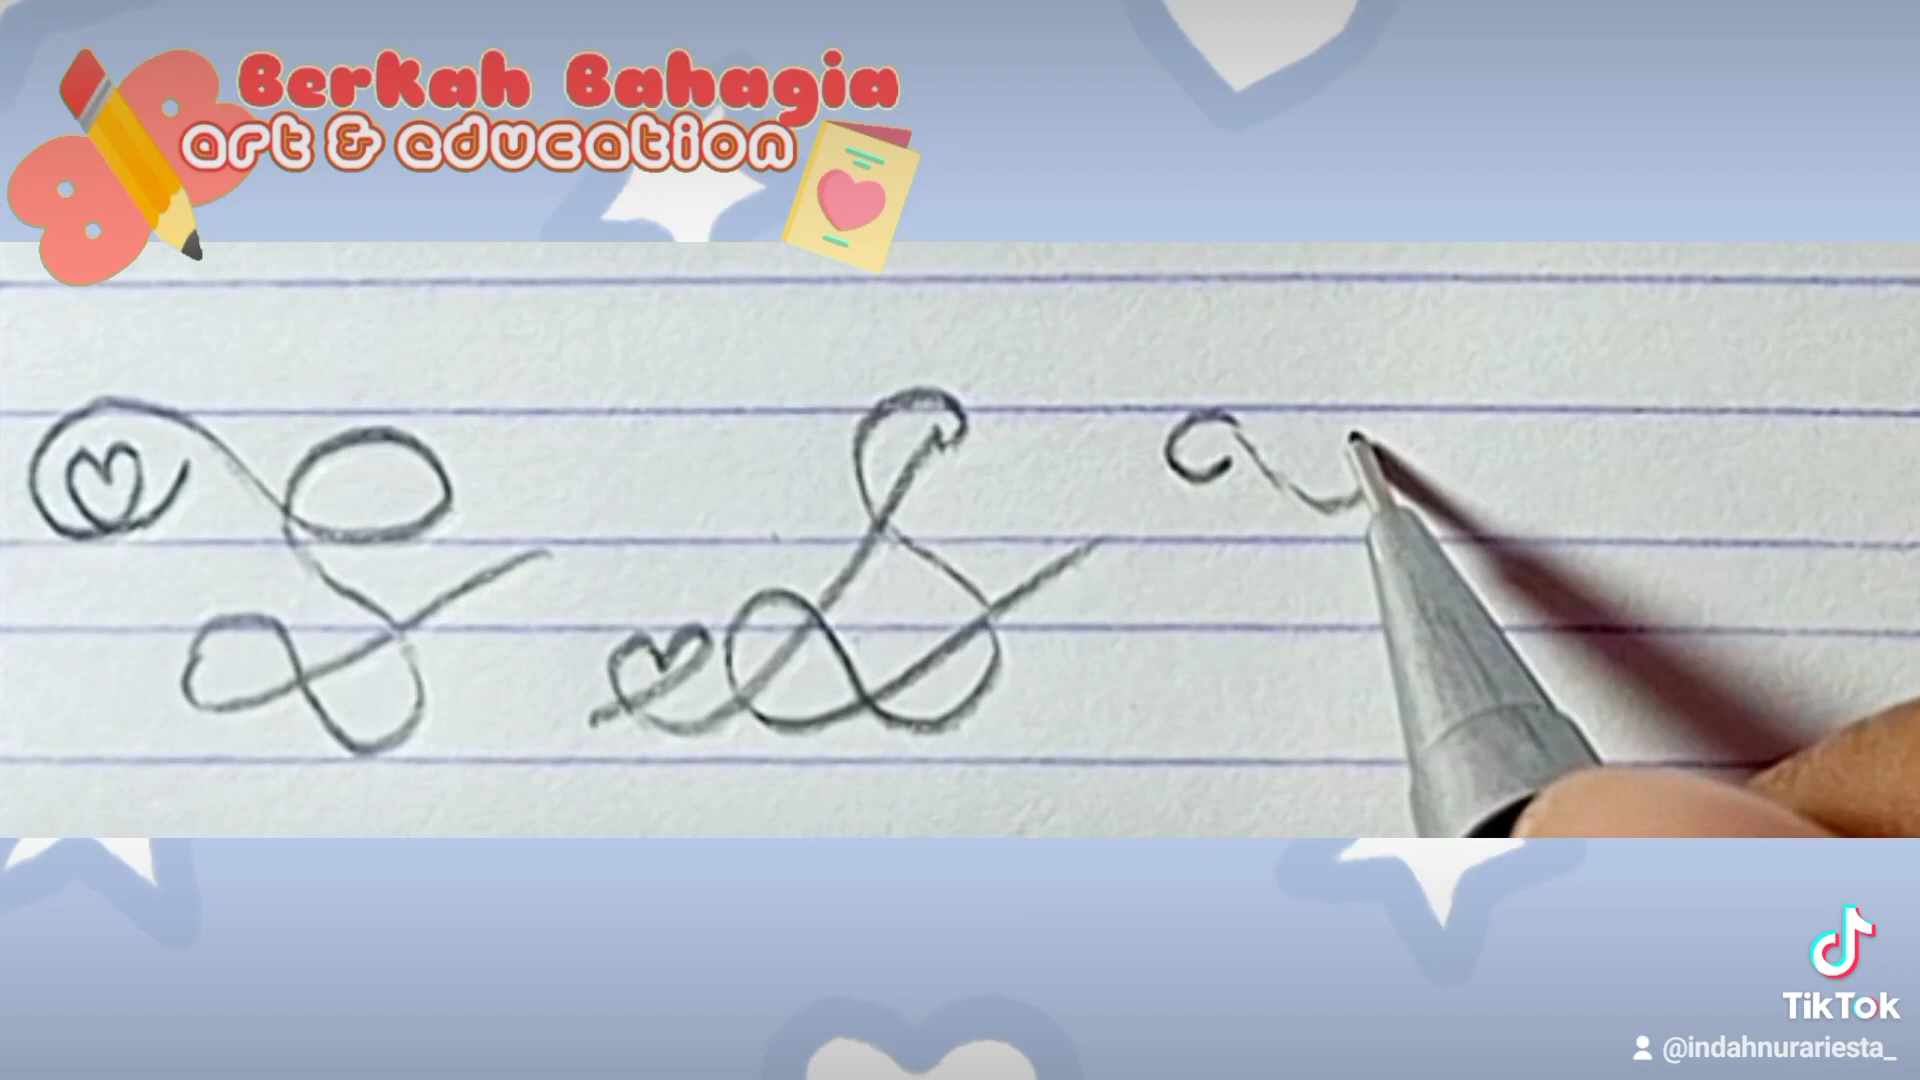 Berkah Bahagia
art & education
S S
TikTok
@indahnurariesta_